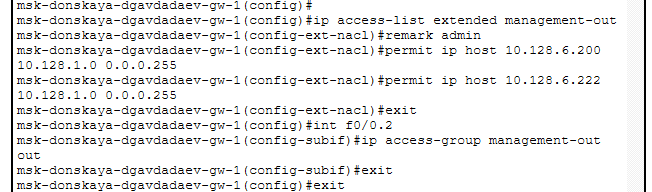 msk-donskaya-dgavdadaev-gw-1(config)#
msk-donskaya-dgavdadaev-gw-1(config)#ip access-list extended management-out
msk-donskaya-dgavdadaev-gw-1(config-ext-nacl)#remark admin
msk-donskaya-dgavdadaev-gw-1(config-ext-nacl)#permit ip host 10.128.6.200
10.128.1.0 0.0.0.255
msk-donskaya-dgavdadaev-gw-1(config-ext-nacl)#permit ip host 10.128.6.222
10.128.1.0 0.0.0.255
msk-donskaya-dgavdadaev-gw-1(config-ext-nacl)#exit
msk-donskaya-dgavdadaev-gw-1(config)#int f0/0.2
msk-donskaya-dgavdadaev-gw-1(config-subif)#ip access-group management-out
out
msk-donskaya-dgavdadaev-gw-1(config-subif)#exit
msk-donskaya-dgavdadaev-gw-1(config)#exit